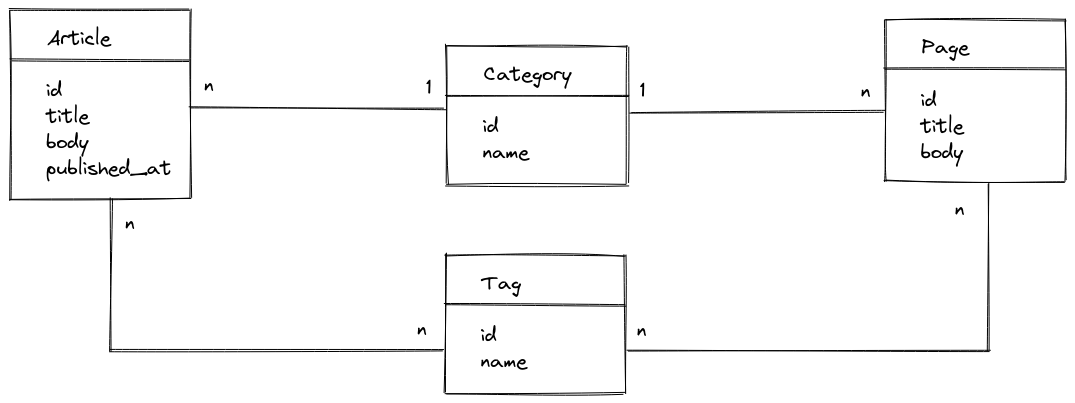 Article
id
title
body
published_at
n
1
Category
id
name
1
n
Page
id
title
body
n
n
Tag
id
name
n
n